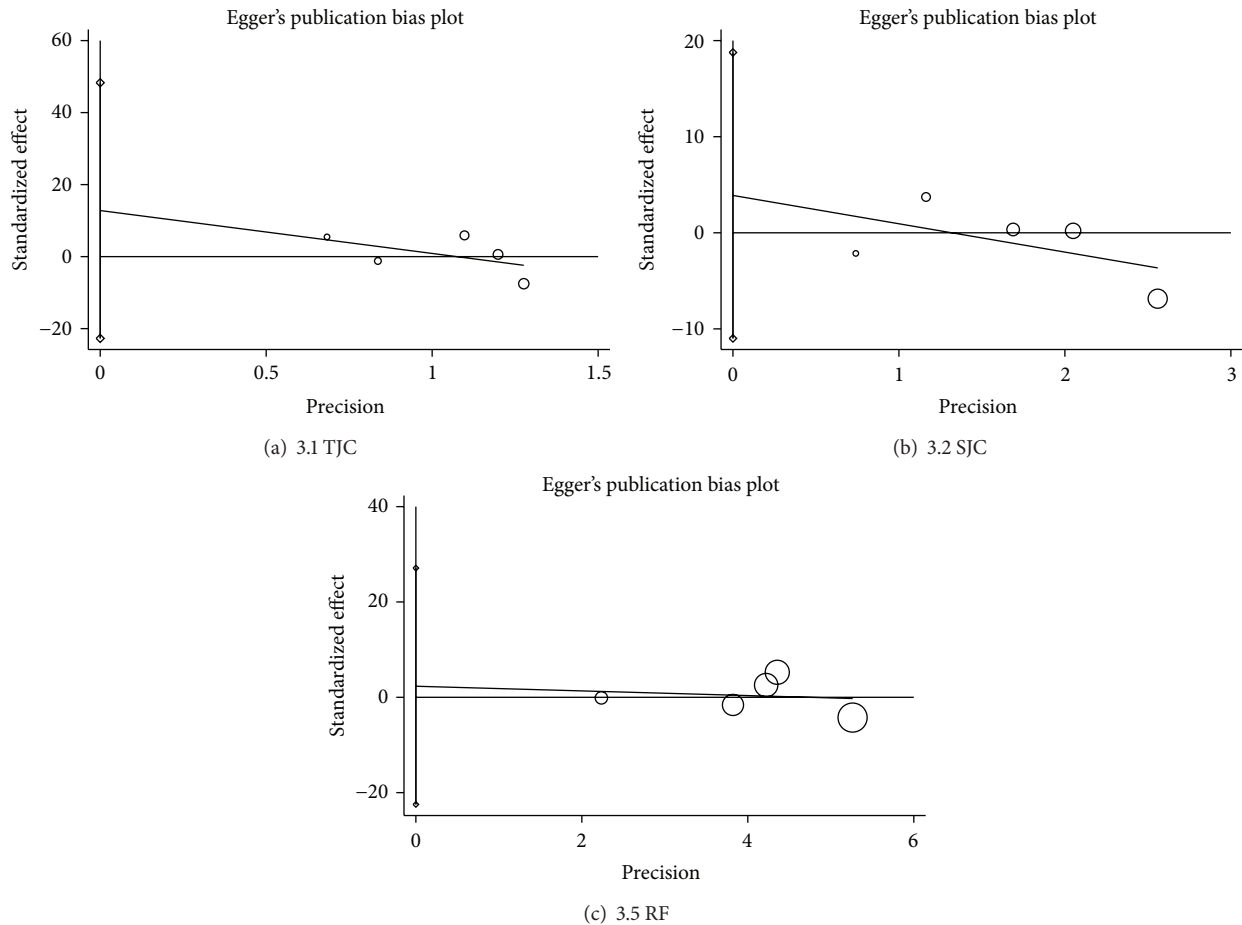 Egger's publication bias plot
60
40
20
0
−20
Standardized effect
0
0.5
1
1.5
Precision
(a) 3.1 TJC
Egger's publication bias plot
20
10
0
−10
Standardized effect
0
1
2
3
Precision
(b) 3.2 SJC
Egger's publication bias plot
40
20
0
−20
Standardized effect
0
2
4
6
Precision
(c) 3.5 RF